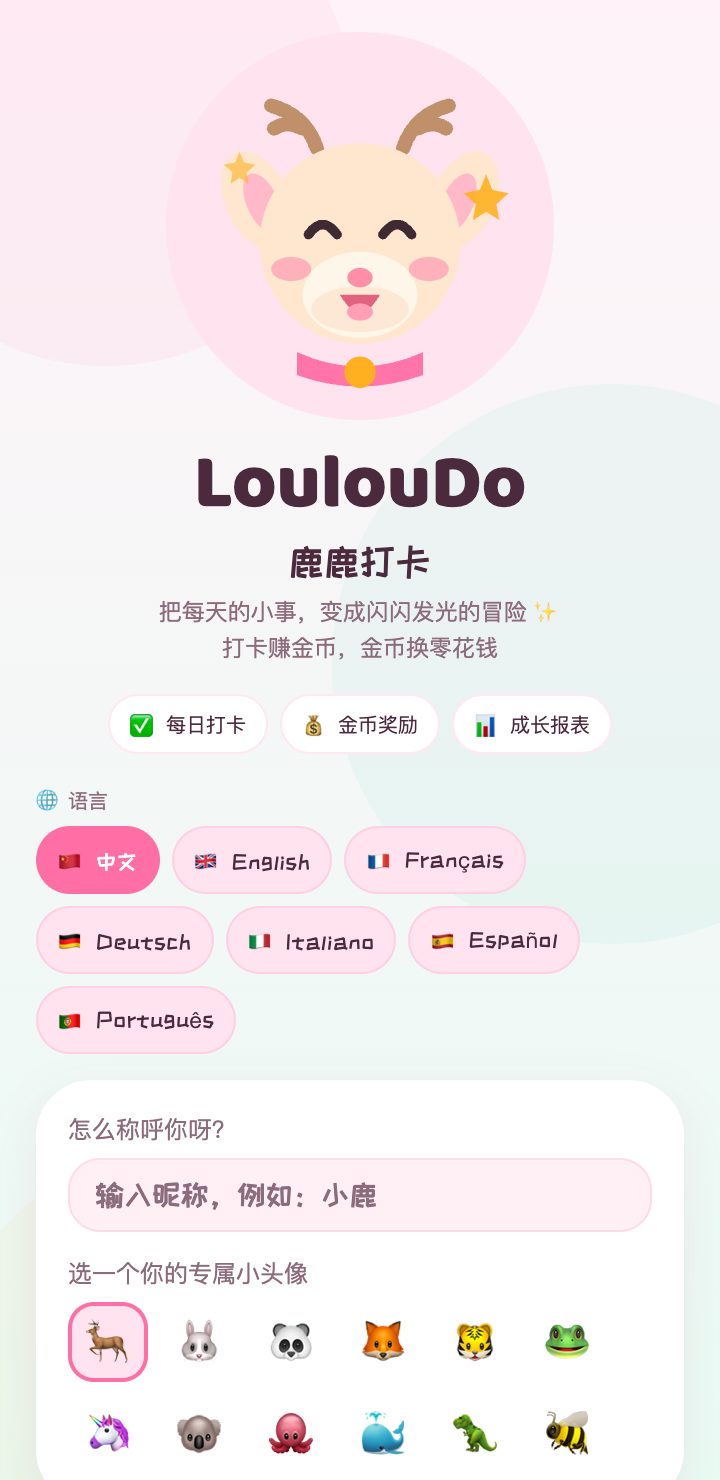 LoulouDo
鹿鹿打卡
把每天的小事，变成闪闪发光的冒险 ✨
打卡赚金币，金币换零花钱
✅ 每日打卡
💰 金币奖励
📊 成长报表
🌐 语言
🇨🇳 中文
🇬🇧 English
🇫🇷 Français
🇩🇪 Deutsch
🇮🇹 Italiano
🇪🇸 Español
🇵🇹 Português
怎么称呼你呀？
输入昵称，例如：小鹿
选一个你的专属小头像